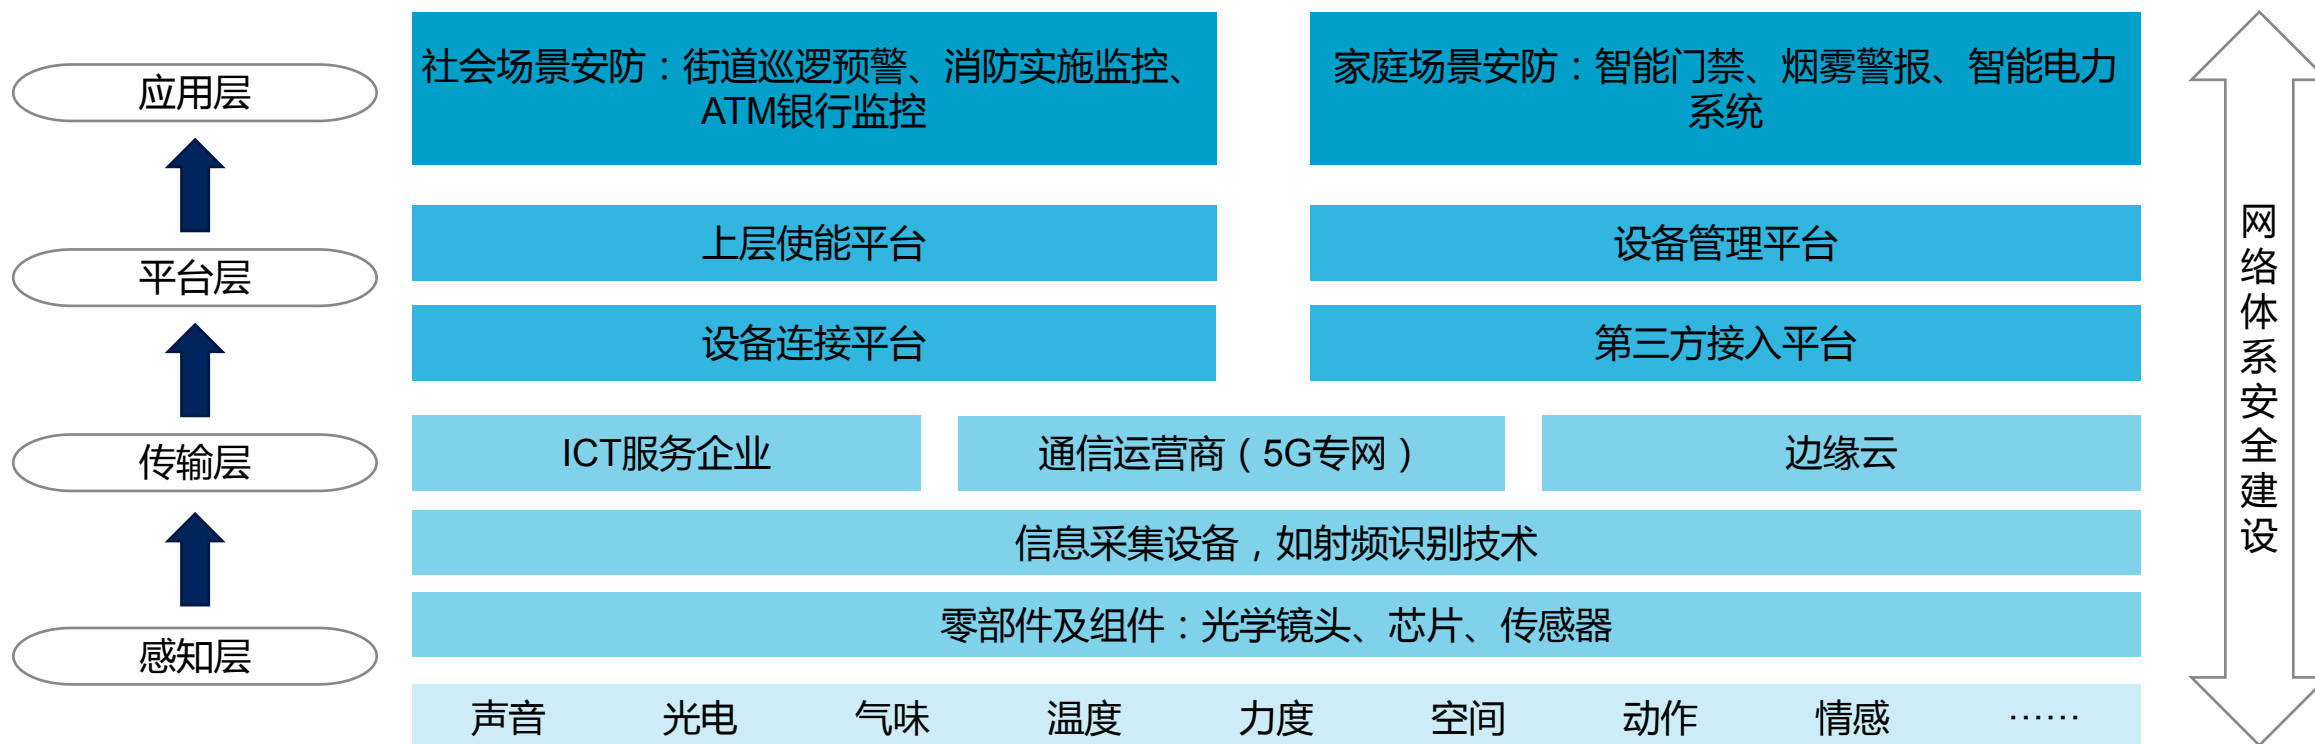 应用层
社会场景安防：街道巡逻预警、消防实施监控、
ATM银行监控
家庭场景安防：智能门禁、烟雾警报、智能电力
系统
平台层
上层使能平台
设备管理平台
设备连接平台
第三方接入平台
传输层
ICT服务企业
通信运营商（5G专网）
边缘云
信息采集设备，如射频识别技术
感知层
零部件及组件：光学镜头、芯片、传感器
声音 光电 气味 温度 力度 空间 动作 情感 ……
网络体系安全建设